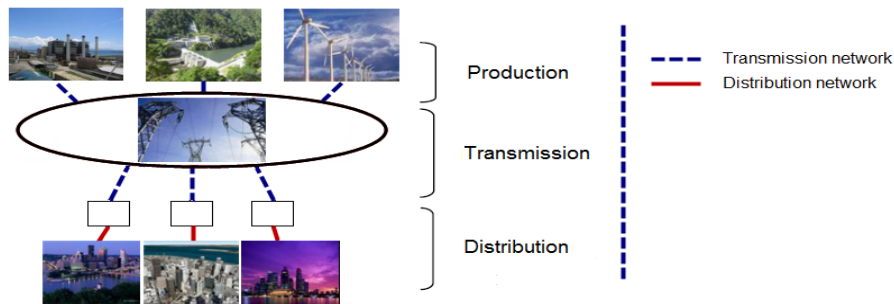 Production
Transmission
Distribution
Transmission network
Distribution network